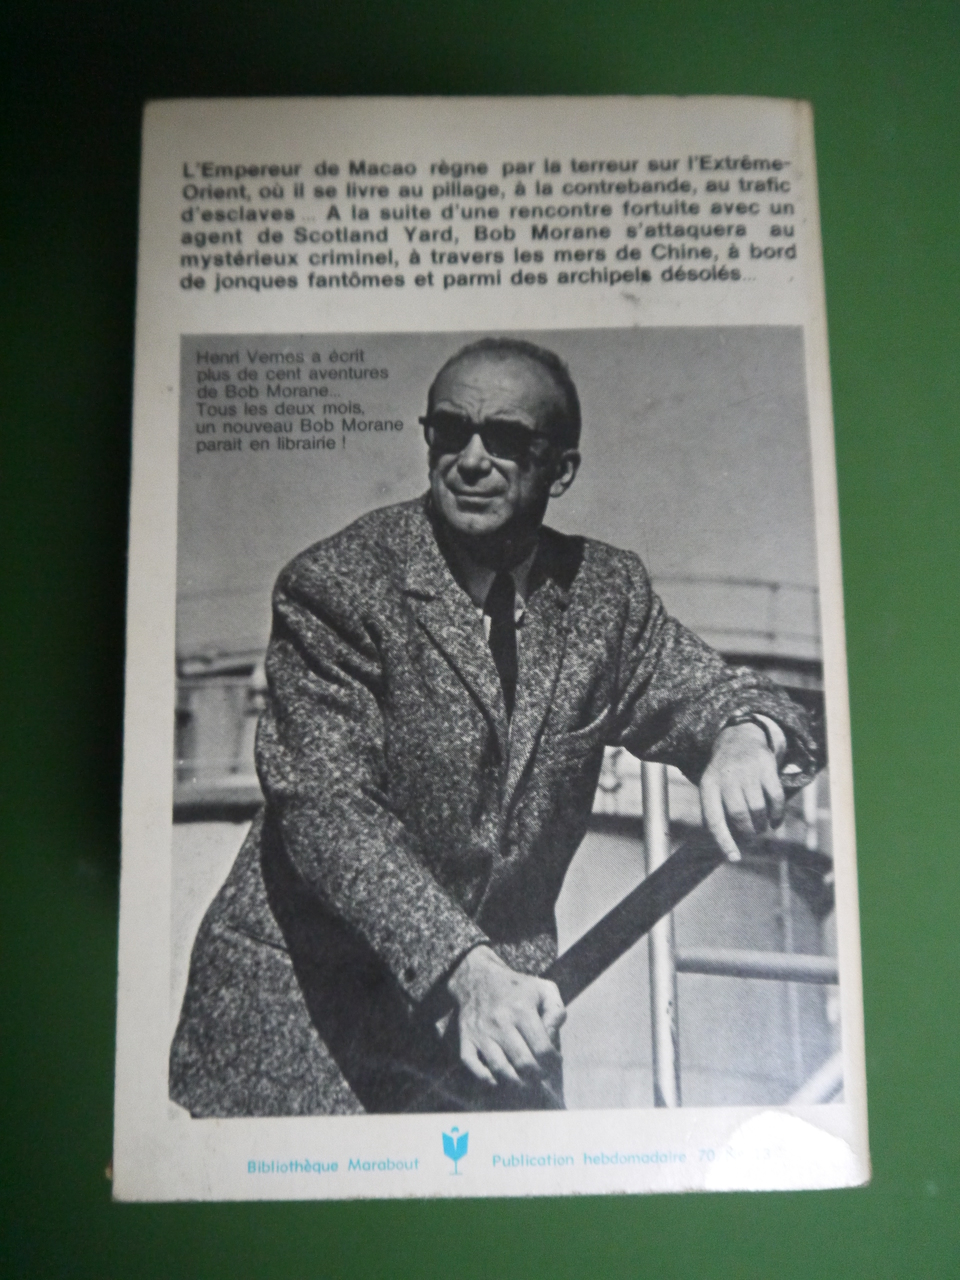 L'Empereur de Macao règne par la terreur sur l'Extrême-
Orient, où il se livre au pillage, à la contrebande, au trafic
d'esclaves ... A la suite d'une rencontre fortuite avec un
agent de Scotland Yard, Bob Morane s'attaquera au
mystérieux criminel, à travers les mers de Chine, à bord
de jonques fantômes et parmi des archipels désolés...
Henri Vernes a écrit
plus de cent aventures
de Bob Morane...
Tous les deux mois,
un nouveau Bob Morane
parait en librairie !
Bibliothèque Marabout
Publication hebdomadaire 70